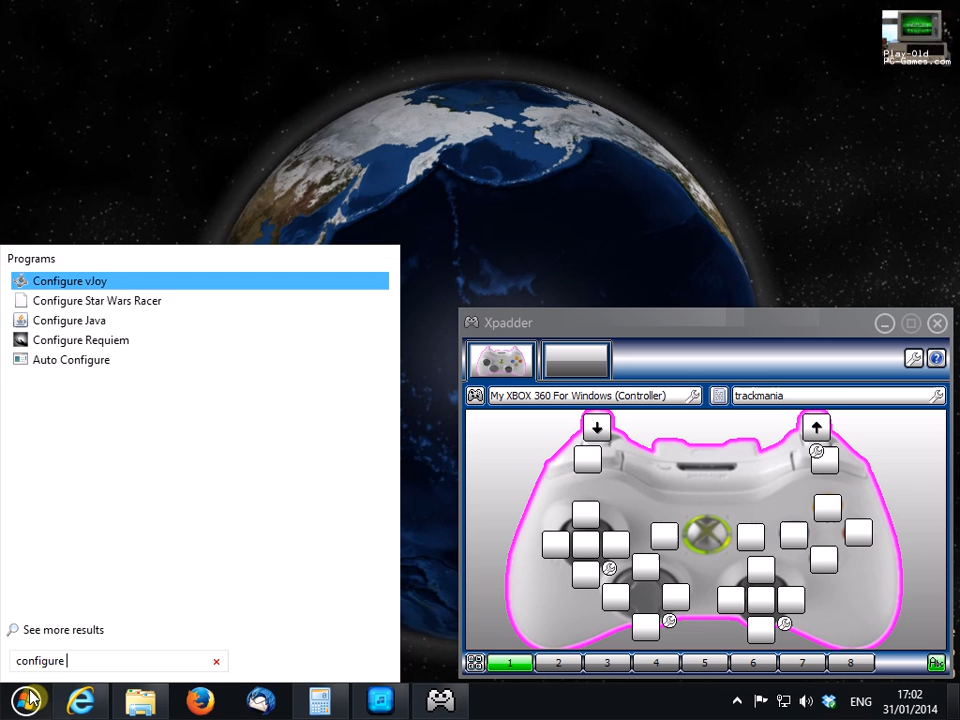 Play-Old
PC-Games.com
Programs
Configure vJoy
Configure Star Wars Racer
Configure Java
Configure Requiem
Auto Configure
See more results
configure
Xpadder
My XBOX 360 For Windows (Controller)
trackmania
1 2 3 4 5 6 7 8
Abc
ENG
17:02
31/01/2014